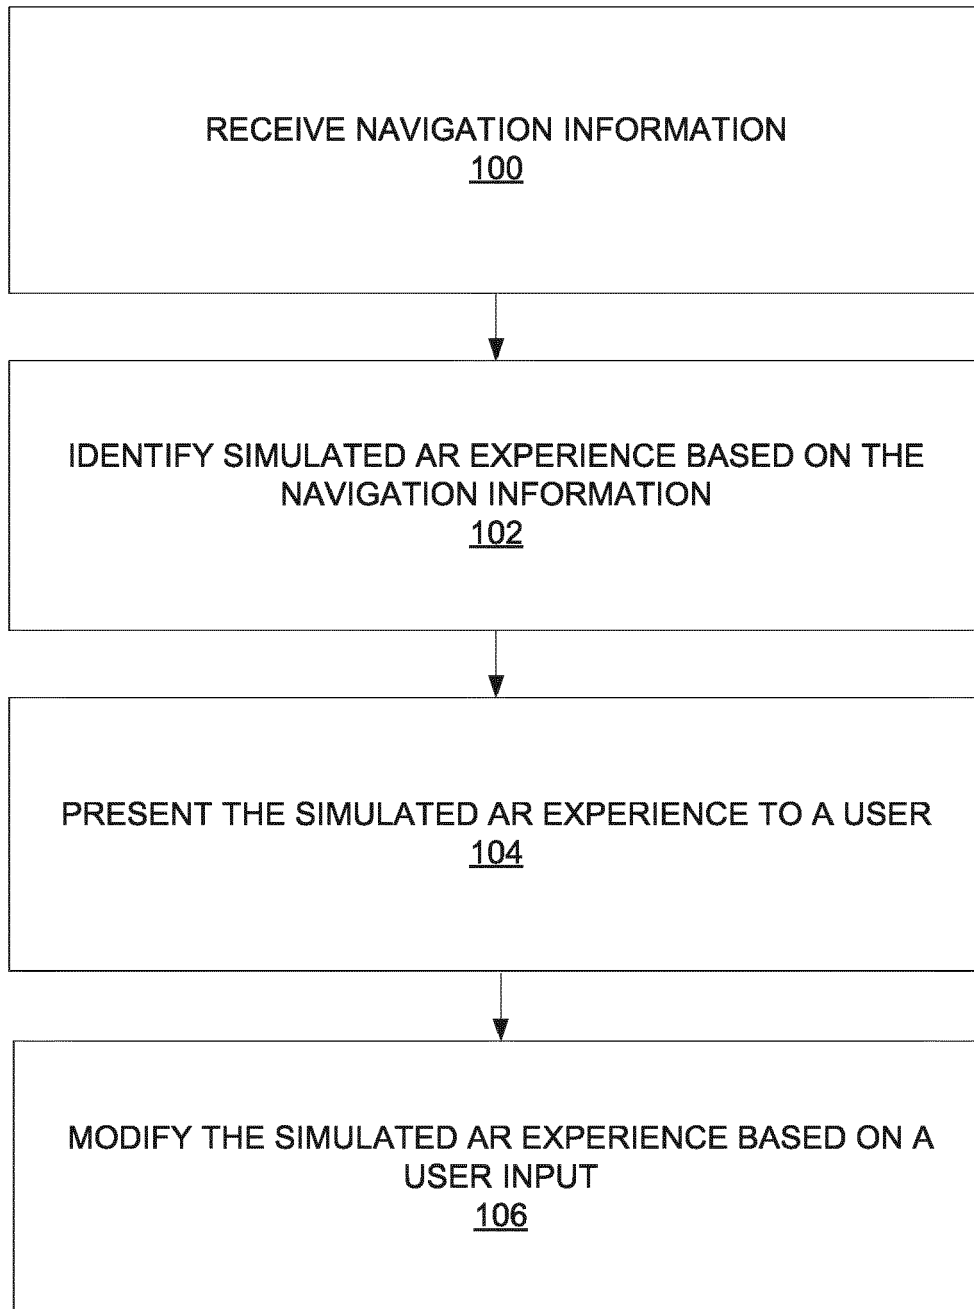 RECEIVE NAVIGATION INFORMATION
100
IDENTIFY SIMULATED AR EXPERIENCE BASED ON THE
NAVIGATION INFORMATION
102
PRESENT THE SIMULATED AR EXPERIENCE TO A USER
104
MODIFY THE SIMULATED AR EXPERIENCE BASED ON A
USER INPUT
106